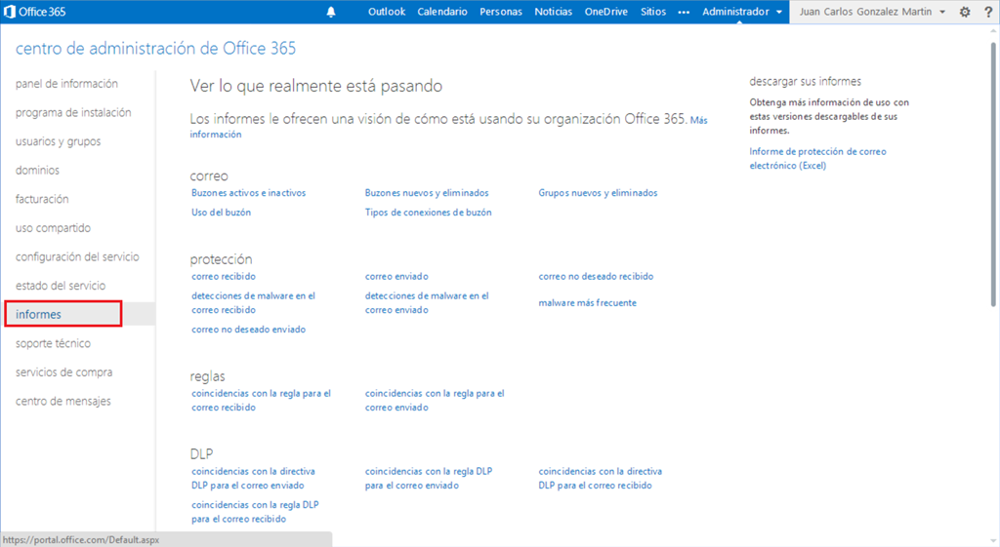 Office 365
Outlook Calendario Personas Noticias OneDrive Sitios ••• Administrador Juan Carlos Gonzalez Martin ?
centro de administración de Office 365
panel de información
programa de instalación
usuarios y grupos
dominios
facturación
uso compartido
configuración del servicio
estado del servicio
informes
soporte técnico
servicios de compra
centro de mensajes
Ver lo que realmente está pasando
Los informes le ofrecen una visión de cómo está usando su organización Office 365. Más
información
correo
Buzones activos e inactivos
Buzones nuevos y eliminados
Grupos nuevos y eliminados
Uso del buzón
Tipos de conexiones de buzón
protección
correo recibido
correo enviado
correo no deseado recibido
detecciones de malware en el
correo recibido
detecciones de malware en el
correo enviado
malware más frecuente
correo no deseado enviado
reglas
coincidencias con la regla para el
correo recibido
coincidencias con la regla para el
correo enviado
DLP
coincidencias con la directiva
DLP para el correo enviado
coincidencias con la regla DLP
para el correo enviado
coincidencias con la directiva
DLP para el correo recibido
coincidencias con la regla DLP
para el correo recibido
descargar sus informes
Obtenga más información de uso con
estas versiones descargables de sus
informes.
Informe de protección de correo
electrónico (Excel)
https://portal.office.com/Default.aspx